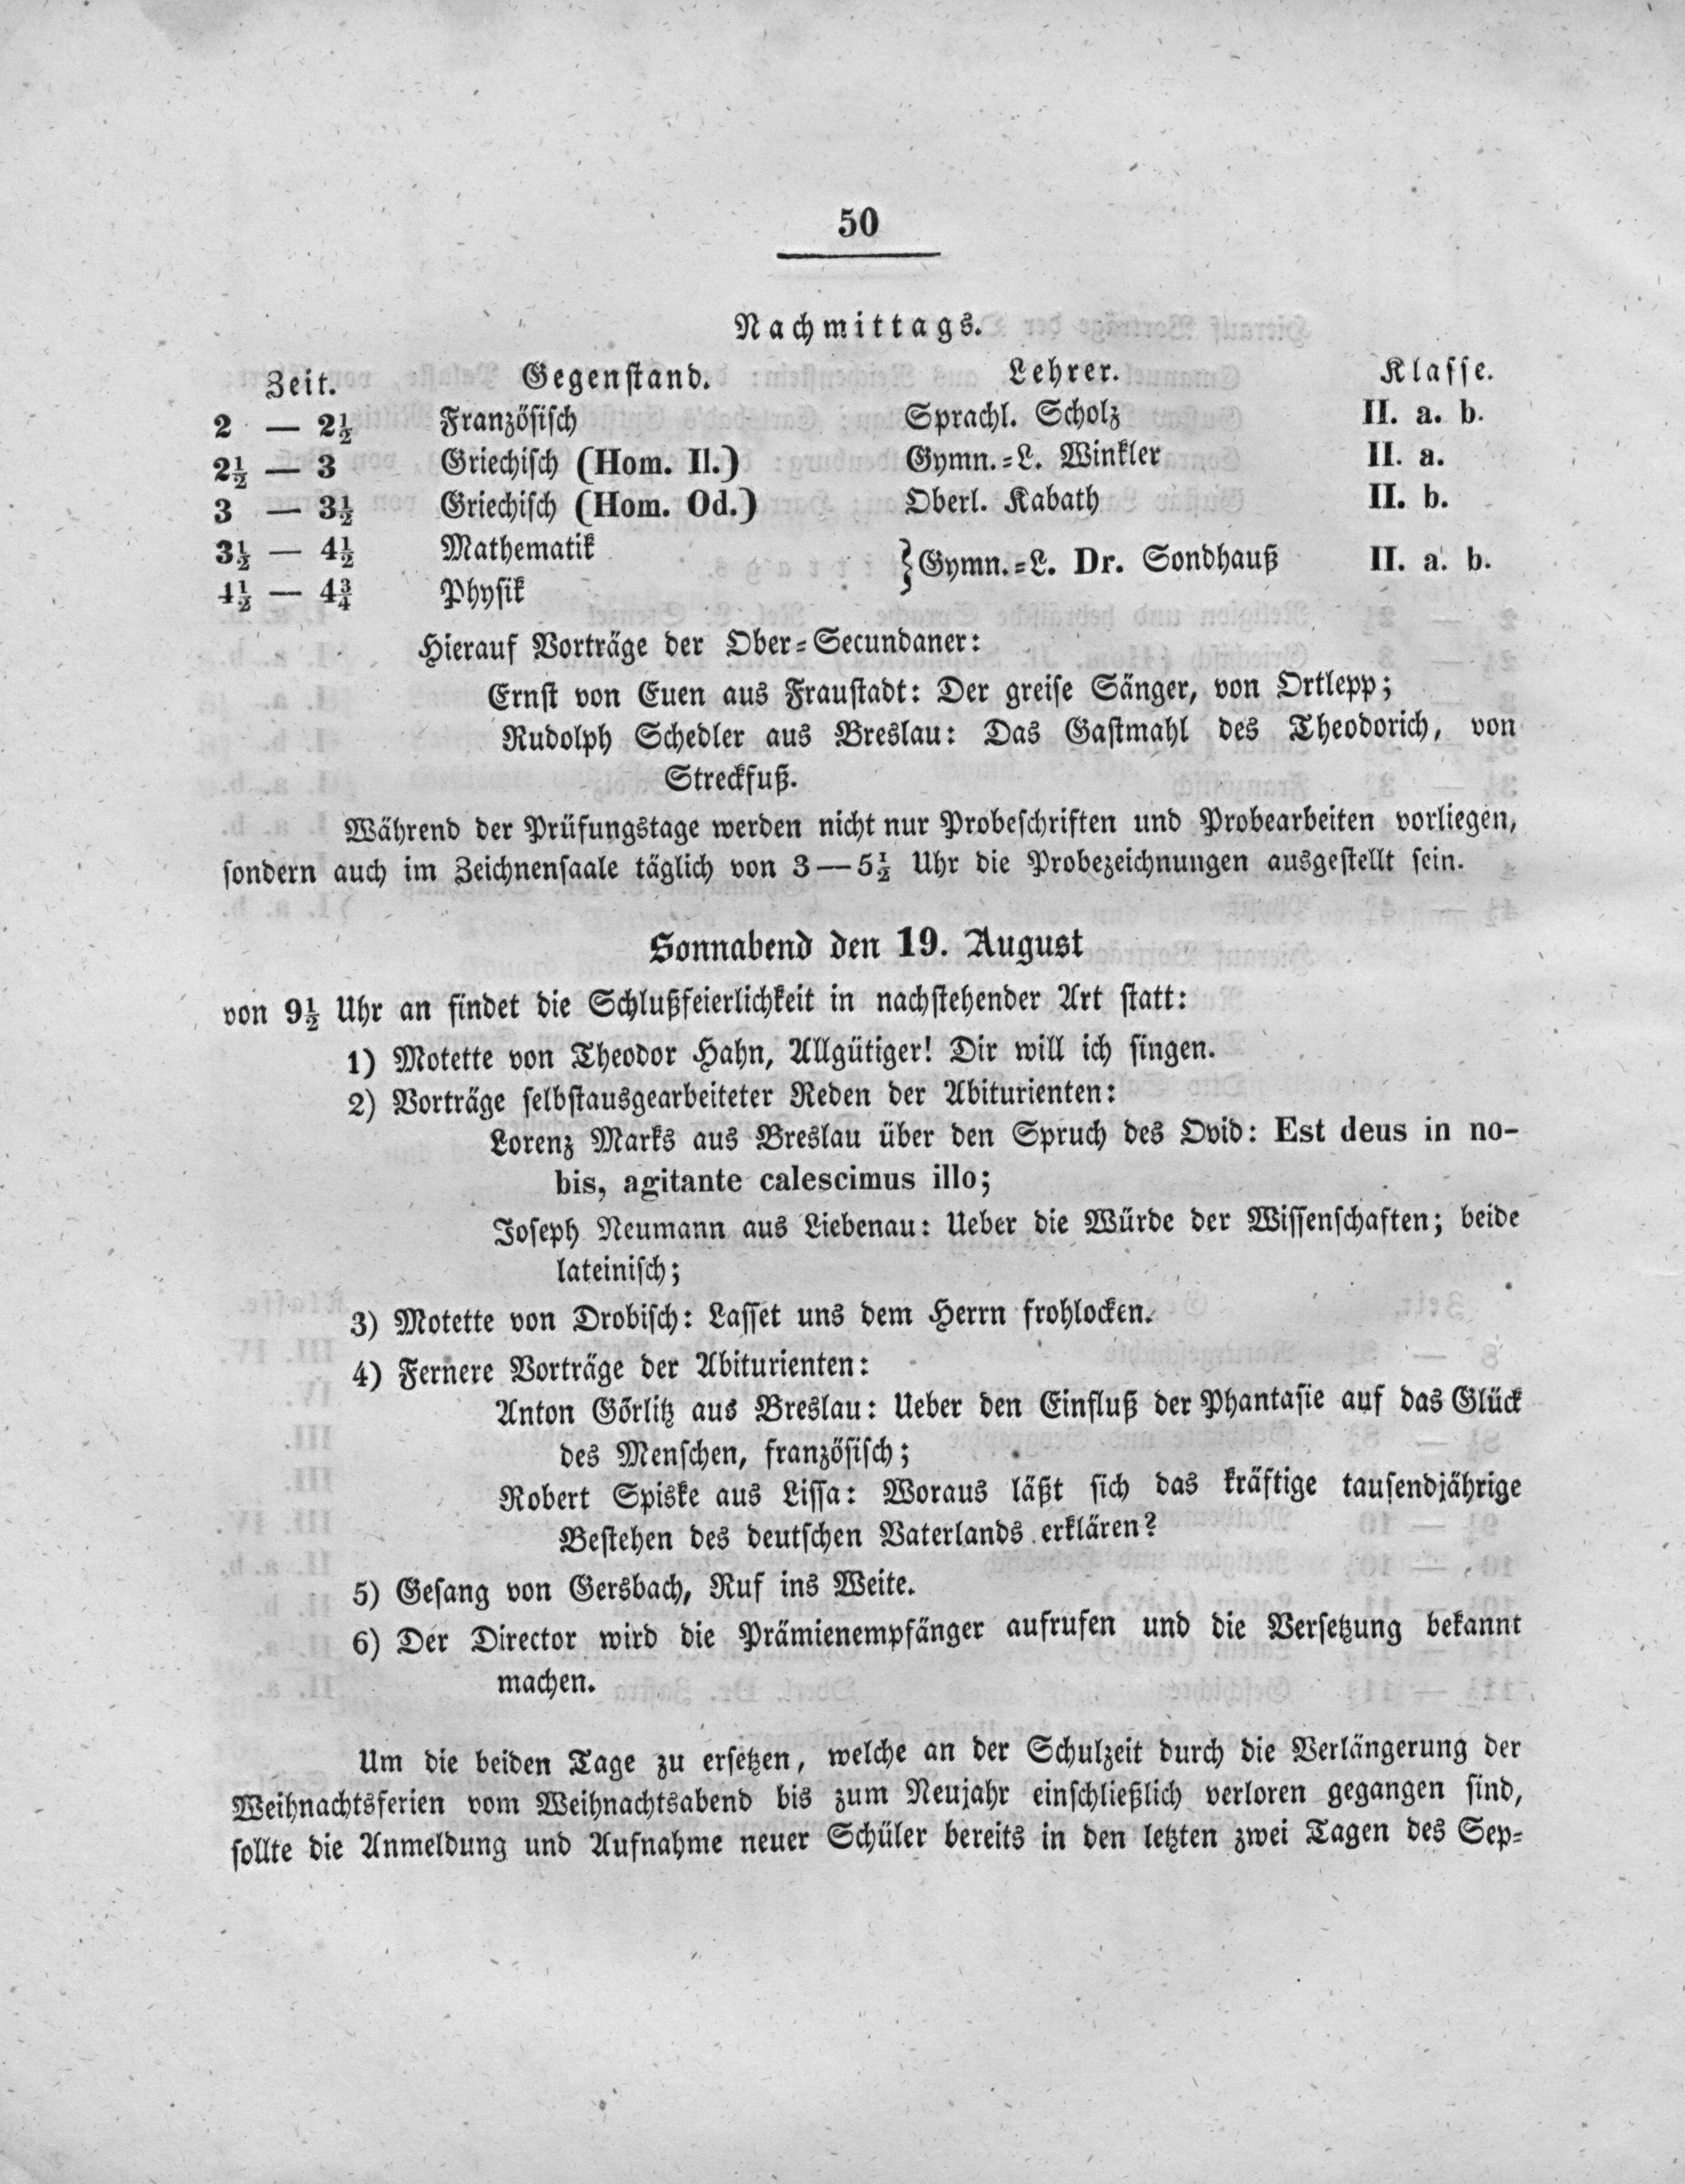 50
Nachmittags.
Zeit. Gegenstand. Lehrer. Klasse.
2 — 2½ Französisch Sprachl. Scholz II. a. b.
2½ — 3 Griechisch (Hom. Il.) Gymn.-L. Winkler II. a.
3 — 3½ Griechisch (Hom. Od.) Oberl. Kabath II. b.
3½ — 4½ Mathematik } Gymn.-L. Dr. Sondhauß II. a. b.
4½ — 4¾ Physik
Hierauf Vorträge der Ober-Secundaner:
Ernst von Euen aus Fraustadt: Der greise Sänger, von Ortlepp;
Rudolph Schedler aus Breslau: Das Gastmahl des Theodorich, von
Streckfuß.
Während der Prüfungstage werden nicht nur Probeschriften und Probearbeiten vorliegen,
sondern auch im Zeichnensaale täglich von 3—5½ Uhr die Probezeichnungen ausgestellt sein.
Sonnabend den 19. August
von 9½ Uhr an findet die Schlußfeierlichkeit in nachstehender Art statt:
1) Motette von Theodor Hahn, Allgütiger! Dir will ich singen.
2) Vorträge selbstausgearbeiteter Reden der Abiturienten:
Lorenz Marks aus Breslau über den Spruch des Ovid: Est deus in no-
bis, agitante calescimus illo;
Joseph Neumann aus Liebenau: Ueber die Würde der Wissenschaften; beide
lateinisch;
3) Motette von Drobisch: Lasset uns dem Herrn frohlocken.
4) Fernere Vorträge der Abiturienten:
Anton Görlitz aus Breslau: Ueber den Einfluß der Phantasie auf das Glück
des Menschen, französisch;
Robert Spiske aus Lissa: Woraus läßt sich das kräftige tausendjährige
Bestehen des deutschen Vaterlands erklären?
5) Gesang von Gersbach, Ruf ins Weite.
6) Der Director wird die Prämienempfänger aufrufen und die Versetzung bekannt
machen.
Um die beiden Tage zu ersetzen, welche an der Schulzeit durch die Verlängerung der
Weihnachtsferien vom Weihnachtsabend bis zum Neujahr einschließlich verloren gegangen sind,
sollte die Anmeldung und Aufnahme neuer Schüler bereits in den letzten zwei Tagen des Sep-